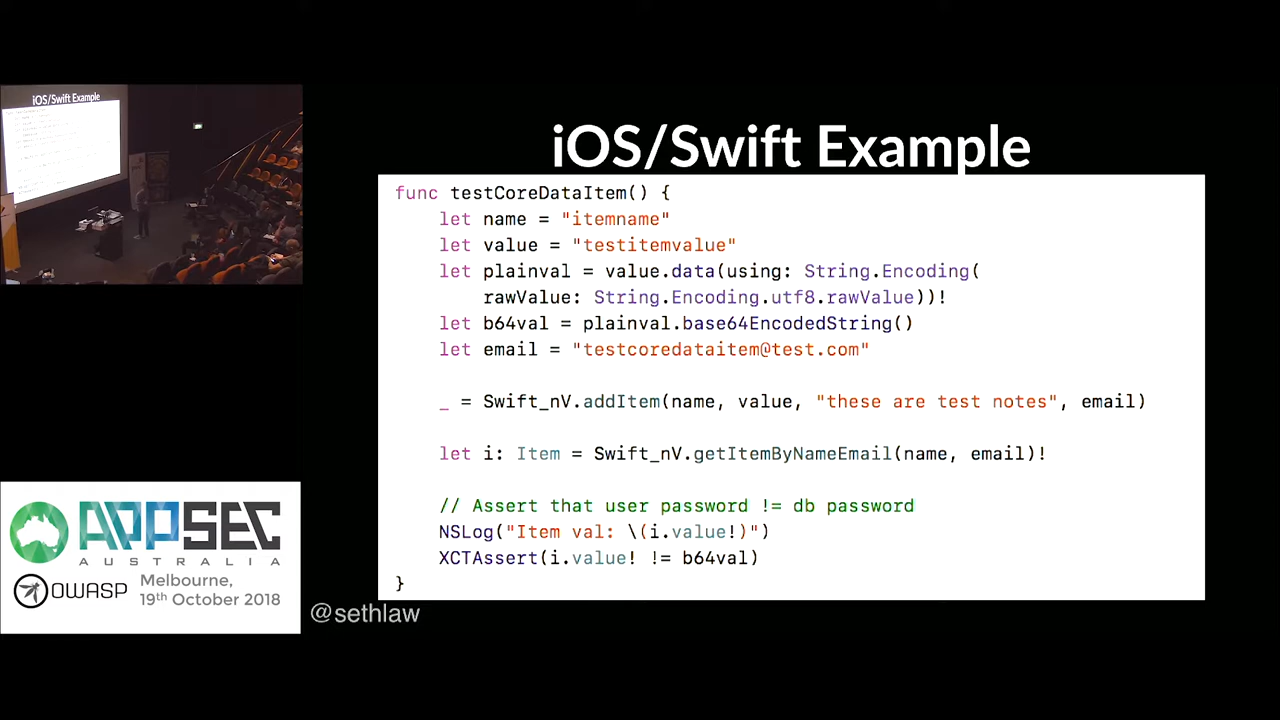 iOS/Swift Example
iOS/Swift Example
func testCoreDataItem() {
let name = "itemname"
let value = "testitemvalue"
let plainval = value.data(using: String.Encoding(
rawValue: String.Encoding.utf8.rawValue))!
let b64val = plainval.base64EncodedString()
let email = "testcoredataitem@test.com"
_ = Swift_nV.addItem(name, value, "these are test notes", email)
let i: Item = Swift_nV.getItemByNameEmail(name, email)!
// Assert that user password != db password
NSLog("Item val: \(i.value!)")
XCTAssert(i.value! != b64val)
}
APPSEC
AUSTRALIA
OWASP
Melbourne,
19th October 2018
@sethlaw